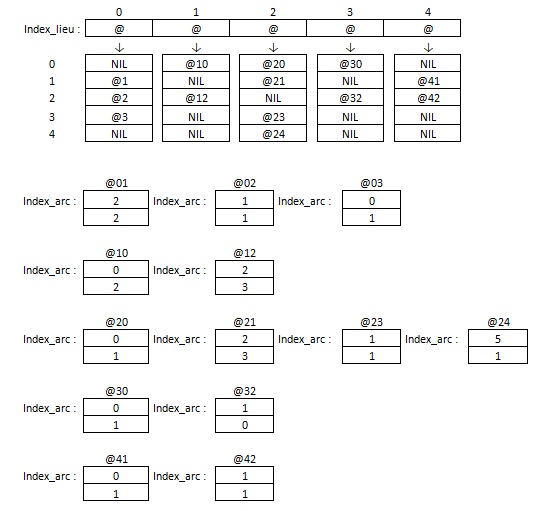 0 1 2 3 4
Index_lieu : @ @ @ @ @
↓ ↓ ↓ ↓ ↓
0 NIL @10 @20 @30 NIL
1 @1 NIL @21 NIL @41
2 @2 @12 NIL @32 @42
3 @3 NIL @23 NIL NIL
4 NIL NIL @24 NIL NIL
@01 @02 @03
Index_arc : 2 Index_arc : 1 Index_arc : 0
2 1 1
@10 @12
Index_arc : 0 Index_arc : 2
2 3
@20 @21 @23 @24
Index_arc : 0 Index_arc : 2 Index_arc : 1 Index_arc : 5
1 3 1 1
@30 @32
Index_arc : 0 Index_arc : 1
1 0
@41 @42
Index_arc : 0 Index_arc : 1
1 1